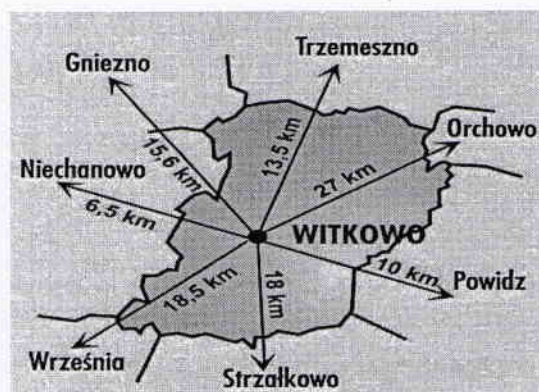 Trzemeszno
Gniezno
Orchowo
15,6 km
13,5 km
Niechanowo
27 km
6,5 km
WITKOWO
10 km
Powidz
18,5 km
18 km
Września
Strzałkowo